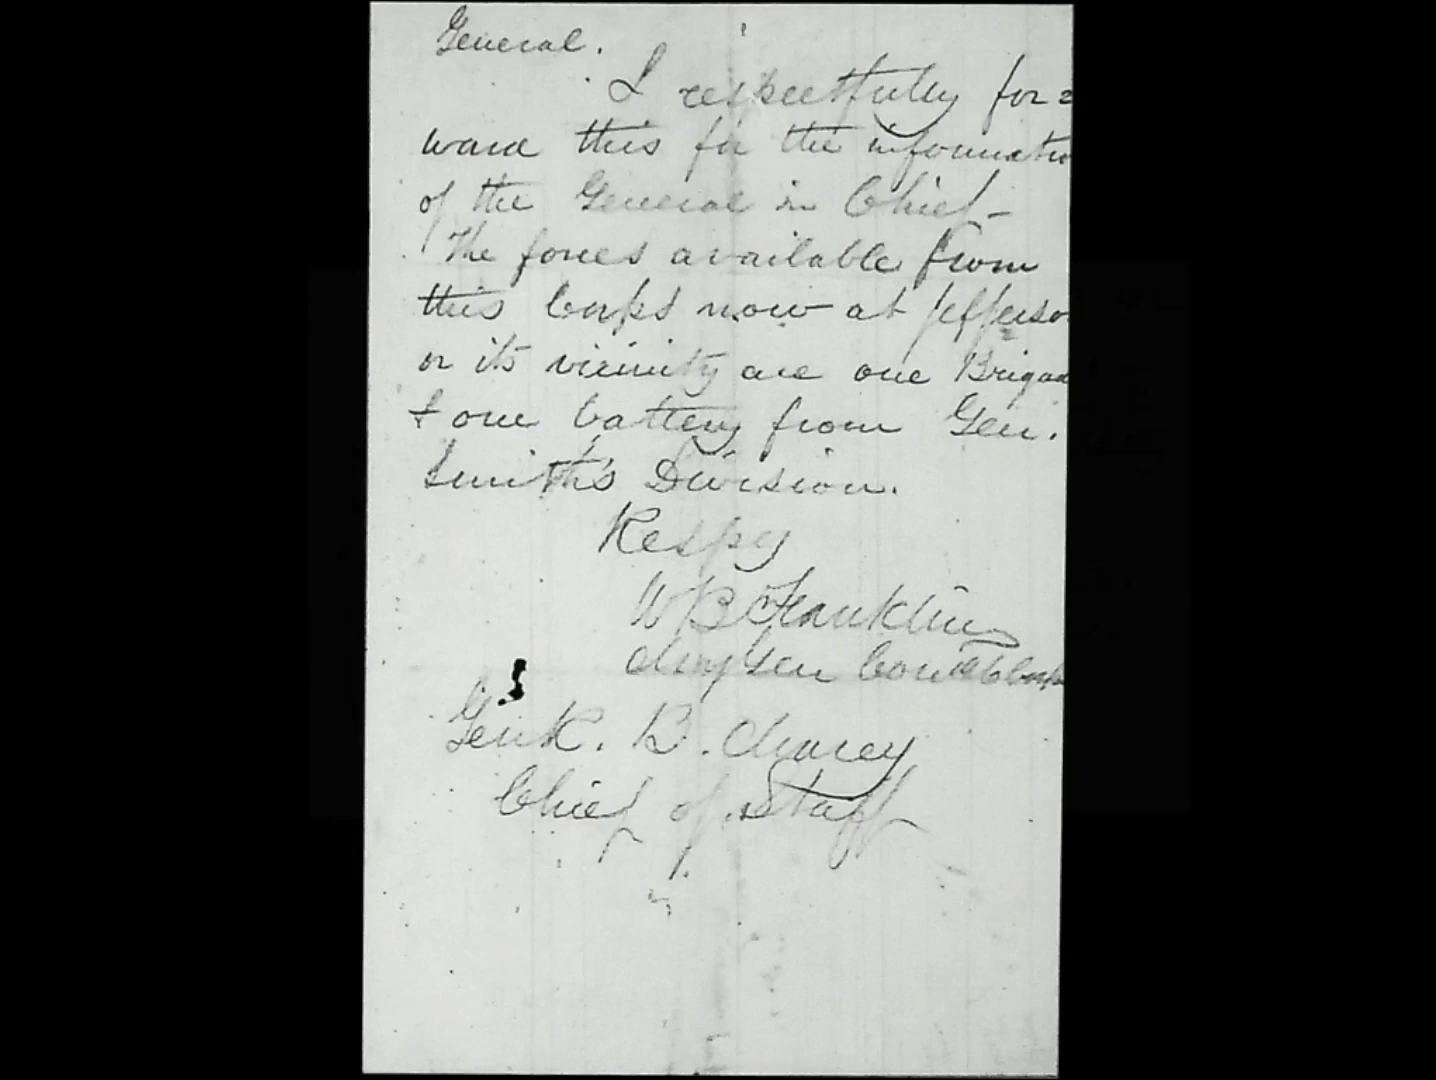 General.
I respectfully for=
ward this for the informatio
of the General in Chief-
The forces available from
this Corps now at Jefferso
or its vicinity are one Brigad
& one battery from Gen.
Smith's Division.
Respy
W B Franklin
Maj Gen Comdg Corps
Gen R. B. Marcy
Chief of Staff